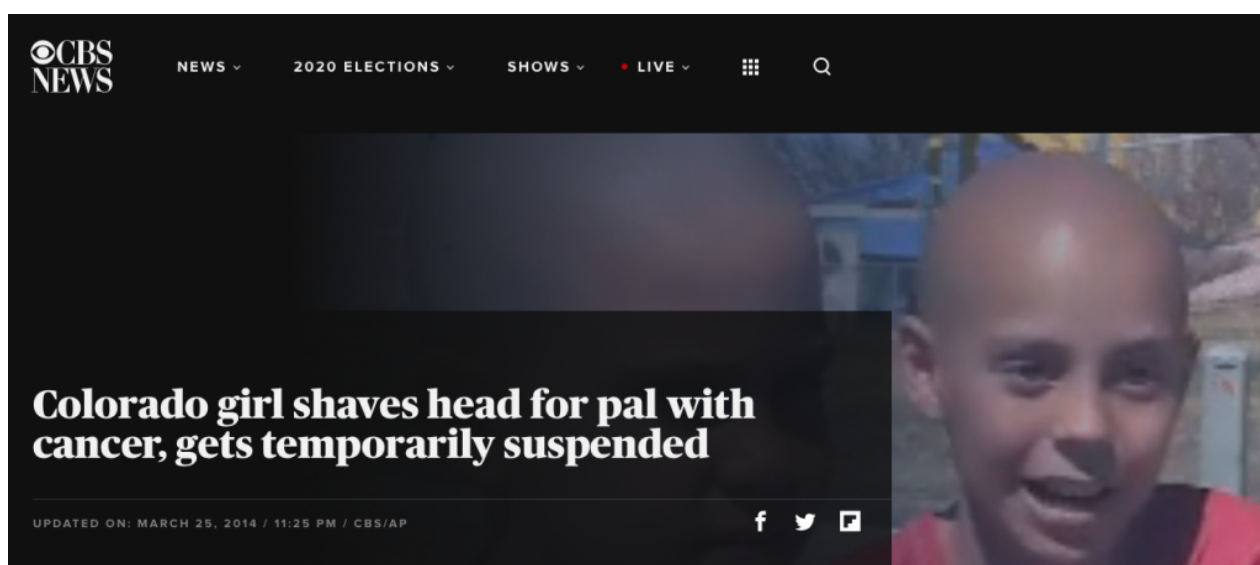 CBS
NEWS
NEWS 2020 ELECTIONS SHOWS LIVE
Colorado girl shaves head for pal with
cancer, gets temporarily suspended
UPDATED ON: MARCH 25, 2014 / 11:25 PM / CBS/AP